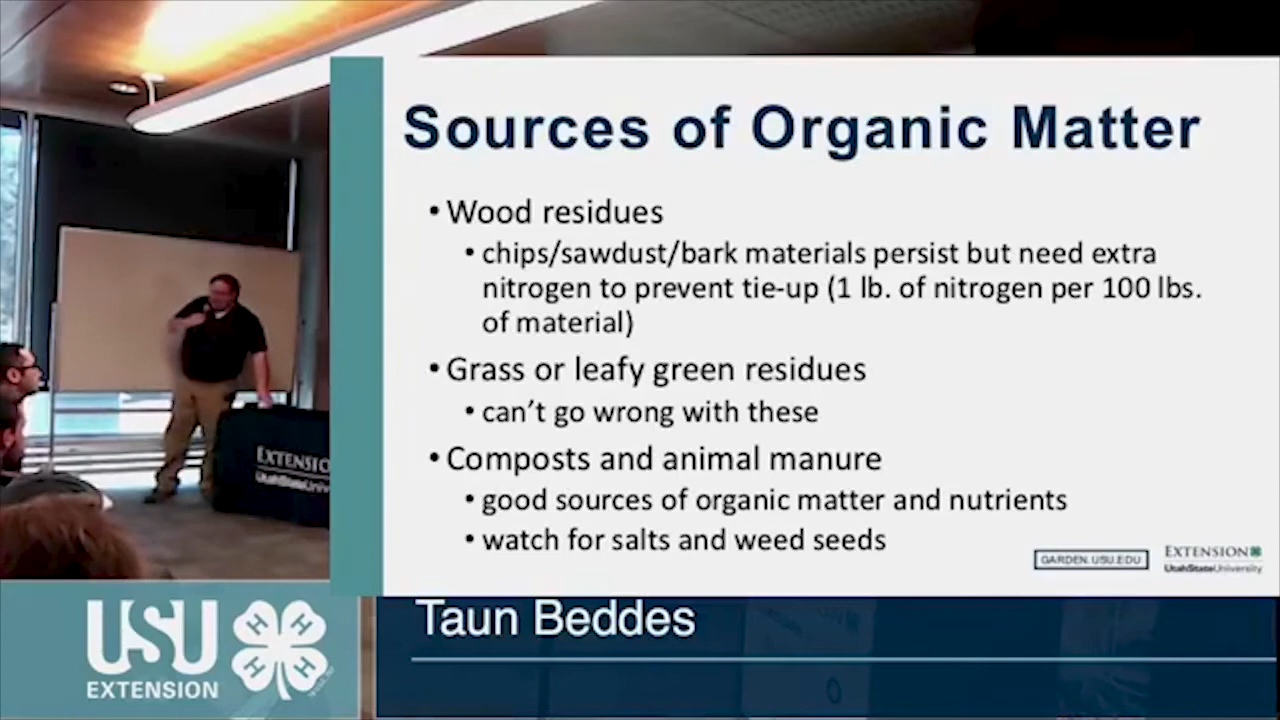 Sources of Organic Matter
• Wood residues
• chips/sawdust/bark materials persist but need extra
nitrogen to prevent tie-up (1 lb. of nitrogen per 100 lbs.
of material)
• Grass or leafy green residues
• can’t go wrong with these
• Composts and animal manure
• good sources of organic matter and nutrients
• watch for salts and weed seeds
GARDEN.USU.EDU
EXTENSION
UtahStateUniversity
EXTENSIO
UtahStateUniv
USU
EXTENSION
H H
H H
Taun Beddes